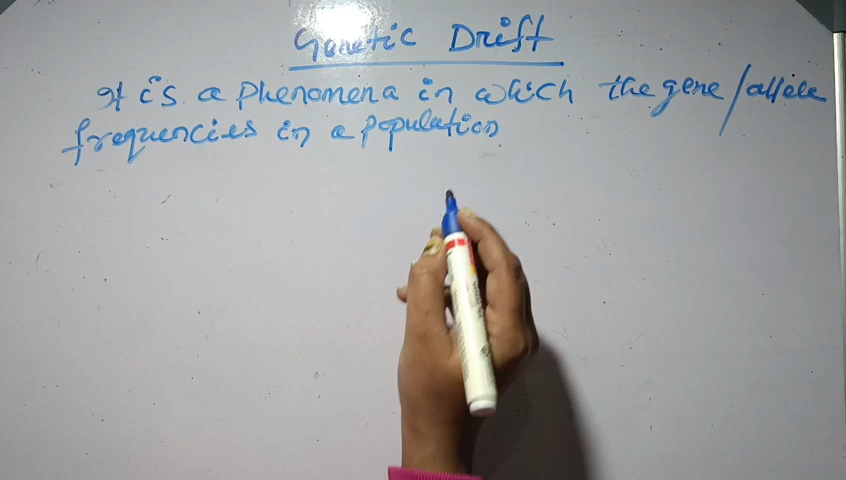 Genetic Drift
It is a phenomena in which the gene/allele
frequencies in a population